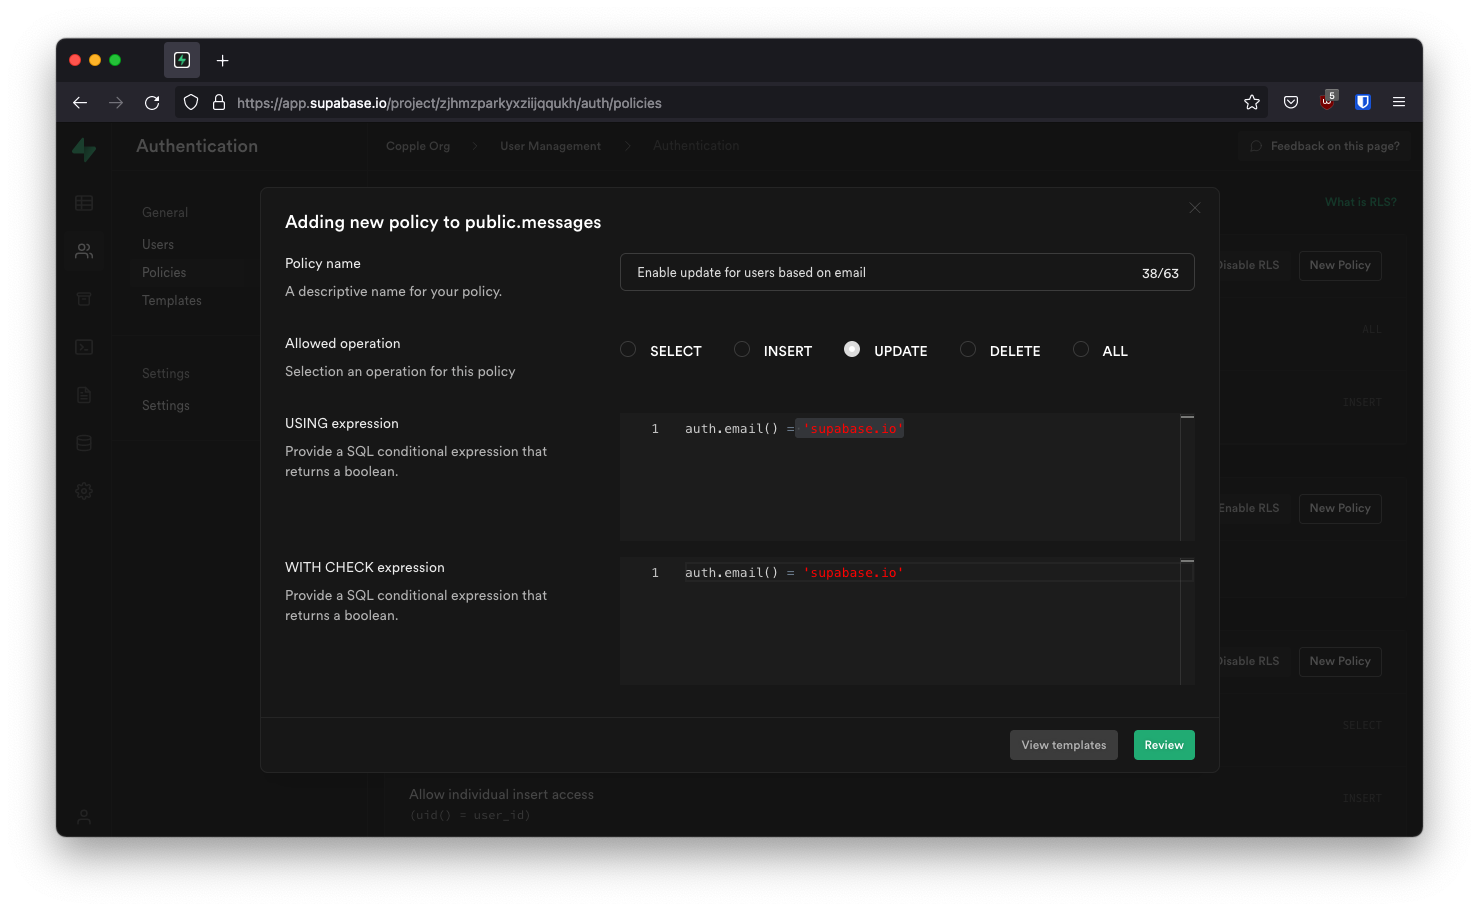 https://app.supabase.io/project/zjhmzparkyxziijqqukh/auth/policies
5
Authentication
Copple Org > User Management > Authentication
Feedback on this page?
General
Users
Policies
Templates
Settings
Settings
What is RLS?
Adding new policy to public.messages
Policy name
A descriptive name for your policy.
Enable update for users based on email
38/63
Disable RLS
New Policy
ALL
Allowed operation
Selection an operation for this policy
SELECT
INSERT
UPDATE
DELETE
ALL
INSERT
USING expression
Provide a SQL conditional expression that
returns a boolean.
1 auth.email() = 'supabase.io'
Enable RLS
New Policy
WITH CHECK expression
Provide a SQL conditional expression that
returns a boolean.
1 auth.email() = 'supabase.io'
Disable RLS
New Policy
SELECT
View templates
Review
Allow individual insert access
(uid() = user_id)
INSERT